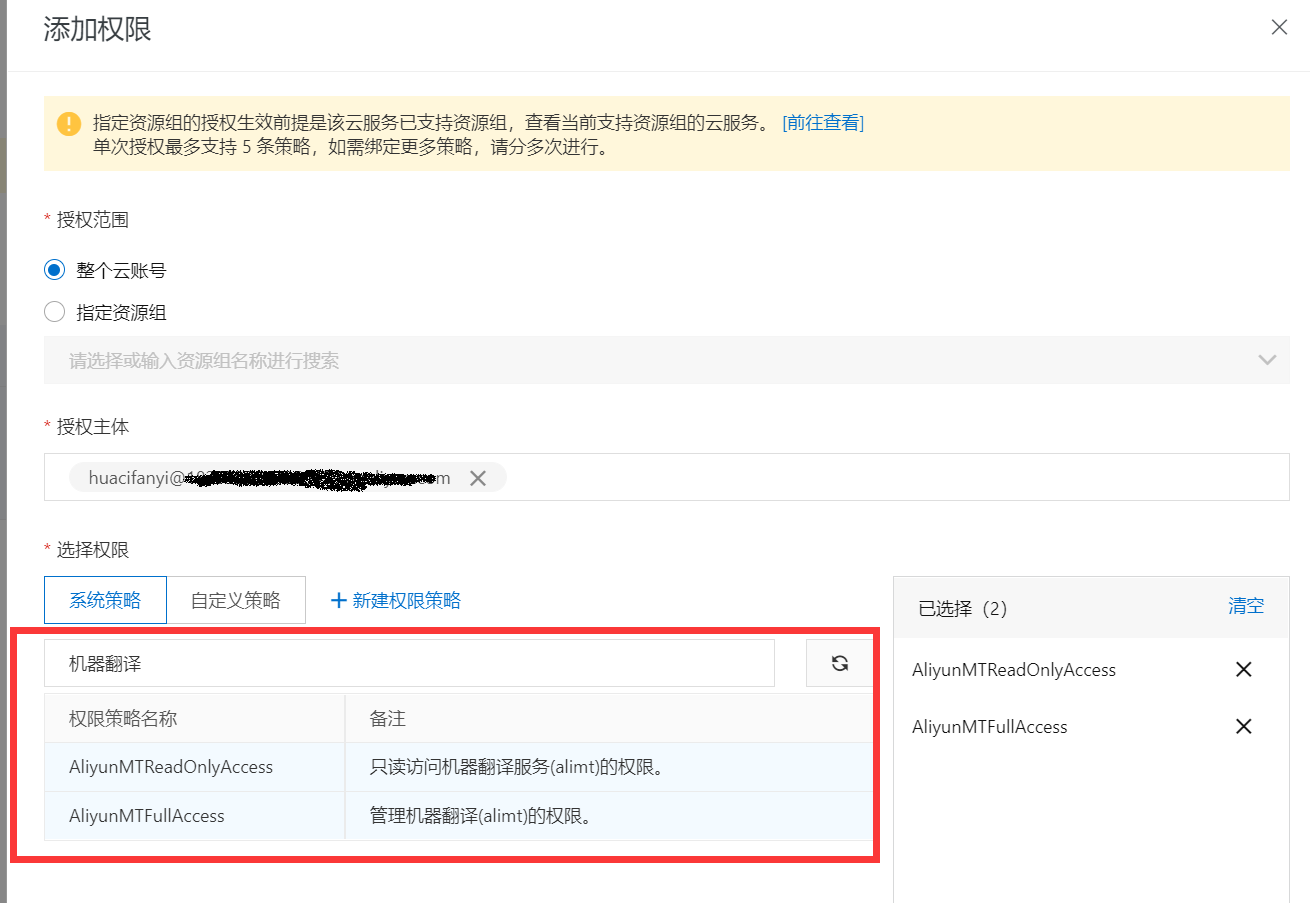 添加权限
指定资源组的授权生效前提是该云服务已支持资源组，查看当前支持资源组的云服务。 [前往查看]
单次授权最多支持 5 条策略，如需绑定更多策略，请分多次进行。
* 授权范围
整个云账号
指定资源组
请选择或输入资源组名称进行搜索
* 授权主体
huacifanyi@
* 选择权限
系统策略 自定义策略 + 新建权限策略
机器翻译
权限策略名称 备注
AliyunMTReadOnlyAccess 只读访问机器翻译服务(alimt)的权限。
AliyunMTFullAccess 管理机器翻译(alimt)的权限。
已选择（2） 清空
AliyunMTReadOnlyAccess
AliyunMTFullAccess